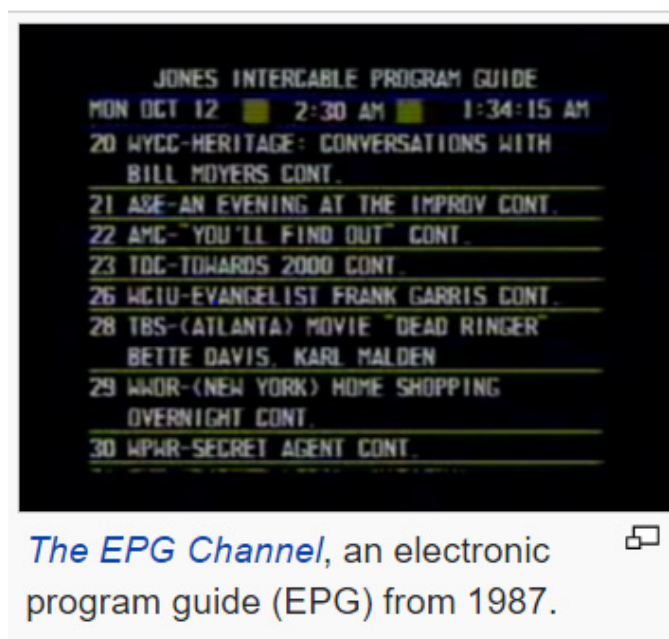 JONES INTERCABLE PROGRAM GUIDE
MON OCT 12 2:30 AM 1:34:15 AM
20 WYCC-HERITAGE: CONVERSATIONS WITH
BILL MOYERS CONT.
21 A&E-AN EVENING AT THE IMPROV CONT.
22 AMC-"YOU'LL FIND OUT" CONT.
23 TDC-TOWARDS 2000 CONT.
26 WCIU-EVANGELIST FRANK GARRIS CONT.
28 TBS-(ATLANTA) MOVIE "DEAD RINGER"
BETTE DAVIS, KARL MALDEN
29 WWOR-(NEW YORK) HOME SHOPPING
OVERNIGHT CONT.
30 WPWR-SECRET AGENT CONT.
The EPG Channel, an electronic
program guide (EPG) from 1987.